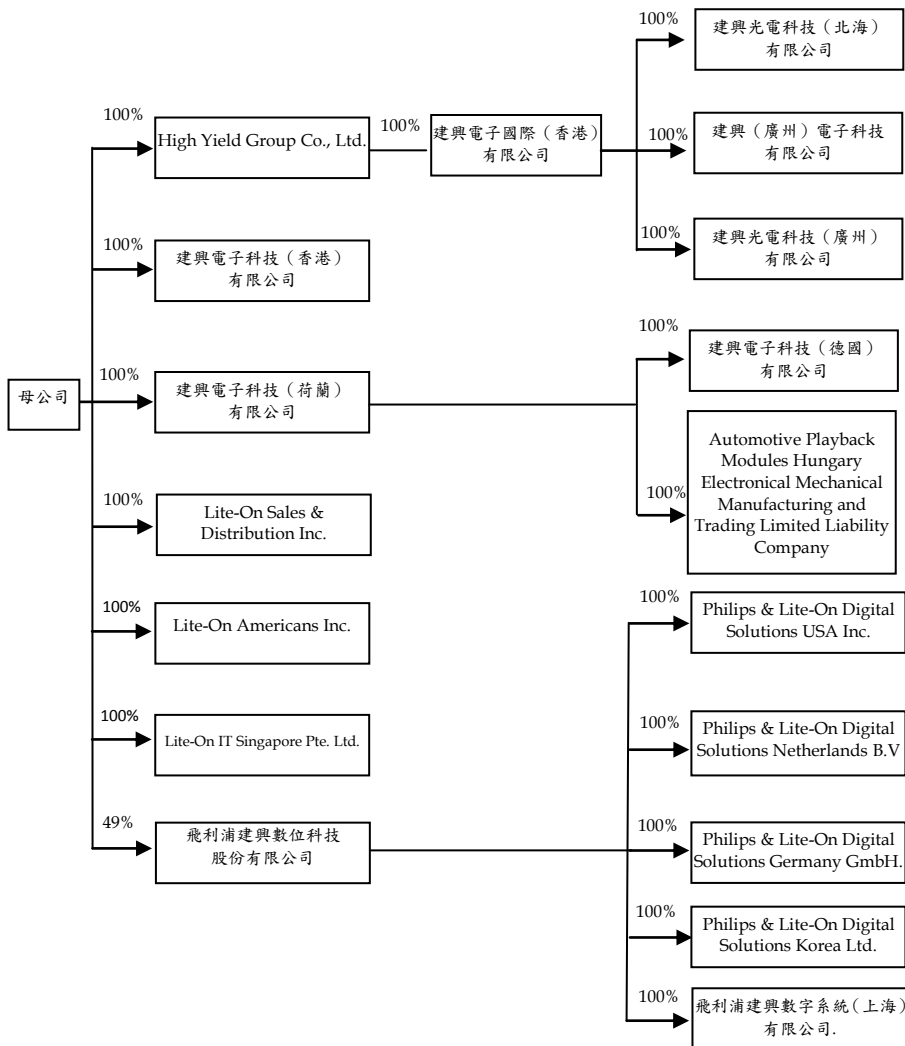 100%
建興光電科技（北海）
有限公司
100%
High Yield Group Co., Ltd.
100%
建興電子國際（香港）
有限公司
100%
建興（廣州）電子科技
有限公司
100%
建興光電科技（廣州）
有限公司
100%
建興電子科技（香港）
有限公司
母公司
100%
建興電子科技（荷蘭）
有限公司
100%
建興電子科技（德國）
有限公司
100%
Automotive Playback
Modules Hungary
Electronical Mechanical
Manufacturing and
Trading Limited Liability
Company
100%
Lite-On Sales &
Distribution Inc.
100%
Lite-On Americans Inc.
100%
Lite-On IT Singapore Pte. Ltd.
49%
飛利浦建興數位科技
股份有限公司
100%
Philips & Lite-On Digital
Solutions USA Inc.
100%
Philips & Lite-On Digital
Solutions Netherlands B.V
100%
Philips & Lite-On Digital
Solutions Germany GmbH.
100%
Philips & Lite-On Digital
Solutions Korea Ltd.
100%
飛利浦建興數字系統（上海）
有限公司.